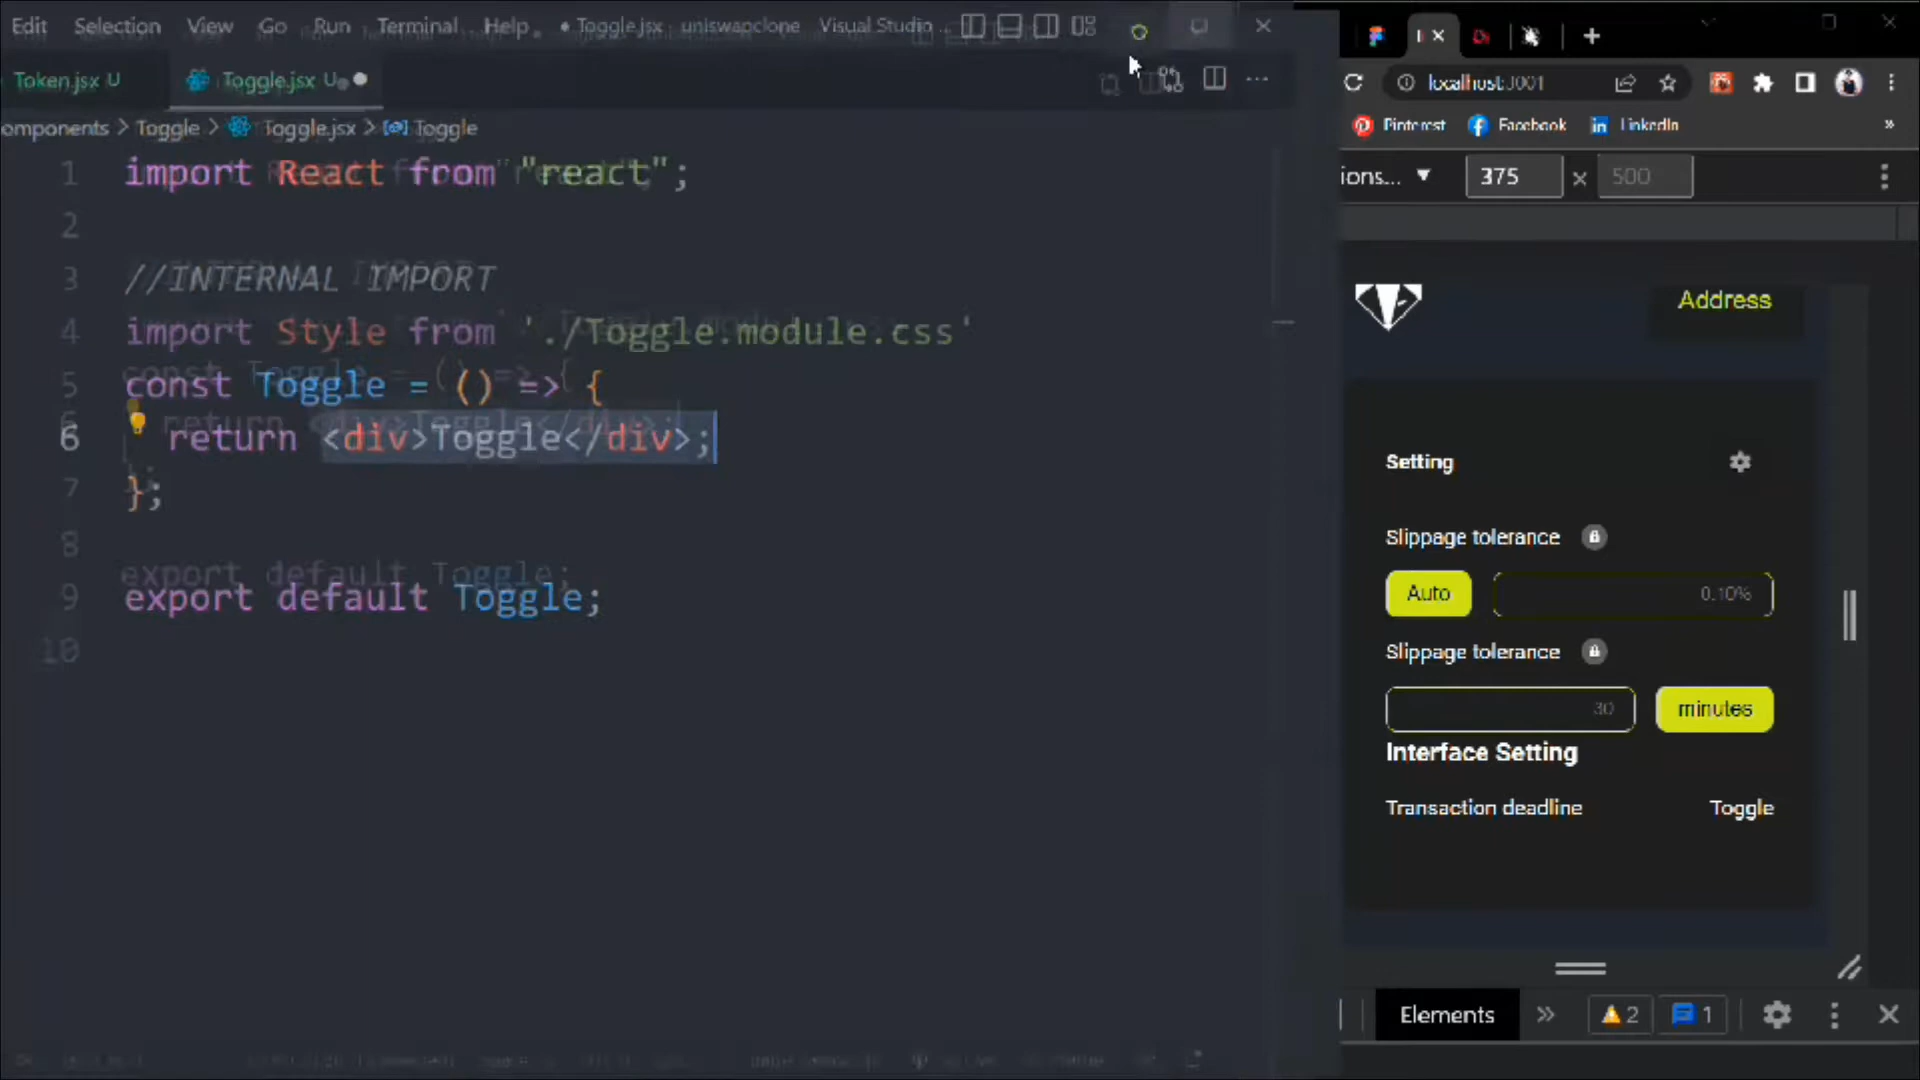 Edit Selection View Go Run Terminal Help • Toggle.jsx uniswapclone Visual Studio ...
Token.jsx U Toggle.jsx U
omponents > Toggle > Toggle.jsx > Toggle
1 import React from "react";
2
3 //INTERNAL IMPORT
4 import Style from './Toggle.module.css'
5 const Toggle = () => {
6 return <div>Toggle</div>;
7 };
8
9 export default Toggle;
10
localhost:3001
Pinterest Facebook LinkedIn »
ions... ▼ 375 × 500
Address
Setting
Slippage tolerance
Auto 0.10%
Slippage tolerance
30 minutes
Interface Setting
Transaction deadline Toggle
Elements » 2 1